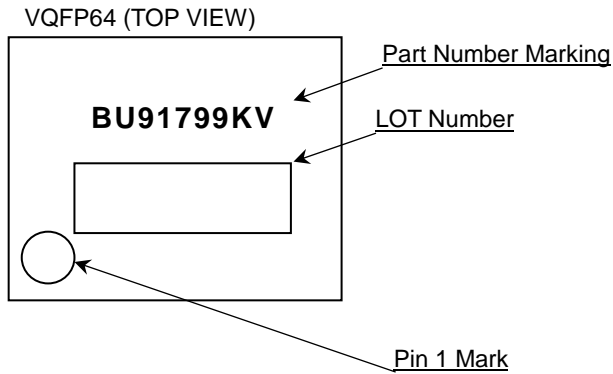 VQFP64 (TOP VIEW)
Part Number Marking
BU91799KV
LOT Number
Pin 1 Mark